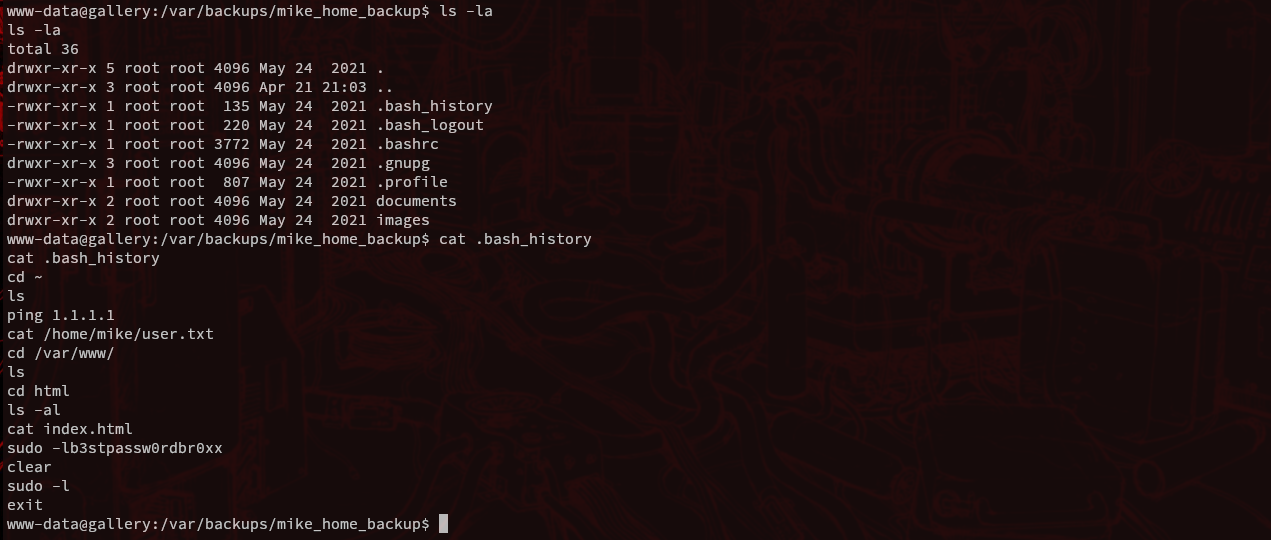 www-data@gallery:/var/backups/mike_home_backup$ ls -la
ls -la
total 36
drwxr-xr-x 5 root root 4096 May 24  2021 .
drwxr-xr-x 3 root root 4096 Apr 21 21:03 ..
-rwxr-xr-x 1 root root  135 May 24  2021 .bash_history
-rwxr-xr-x 1 root root  220 May 24  2021 .bash_logout
-rwxr-xr-x 1 root root 3772 May 24  2021 .bashrc
drwxr-xr-x 3 root root 4096 May 24  2021 .gnupg
-rwxr-xr-x 1 root root  807 May 24  2021 .profile
drwxr-xr-x 2 root root 4096 May 24  2021 documents
drwxr-xr-x 2 root root 4096 May 24  2021 images
www-data@gallery:/var/backups/mike_home_backup$ cat .bash_history
cat .bash_history
cd ~
ls
ping 1.1.1.1
cat /home/mike/user.txt
cd /var/www/
ls
cd html
ls -al
cat index.html
sudo -lb3stpassw0rdbr0xx
clear
sudo -l
exit
www-data@gallery:/var/backups/mike_home_backup$